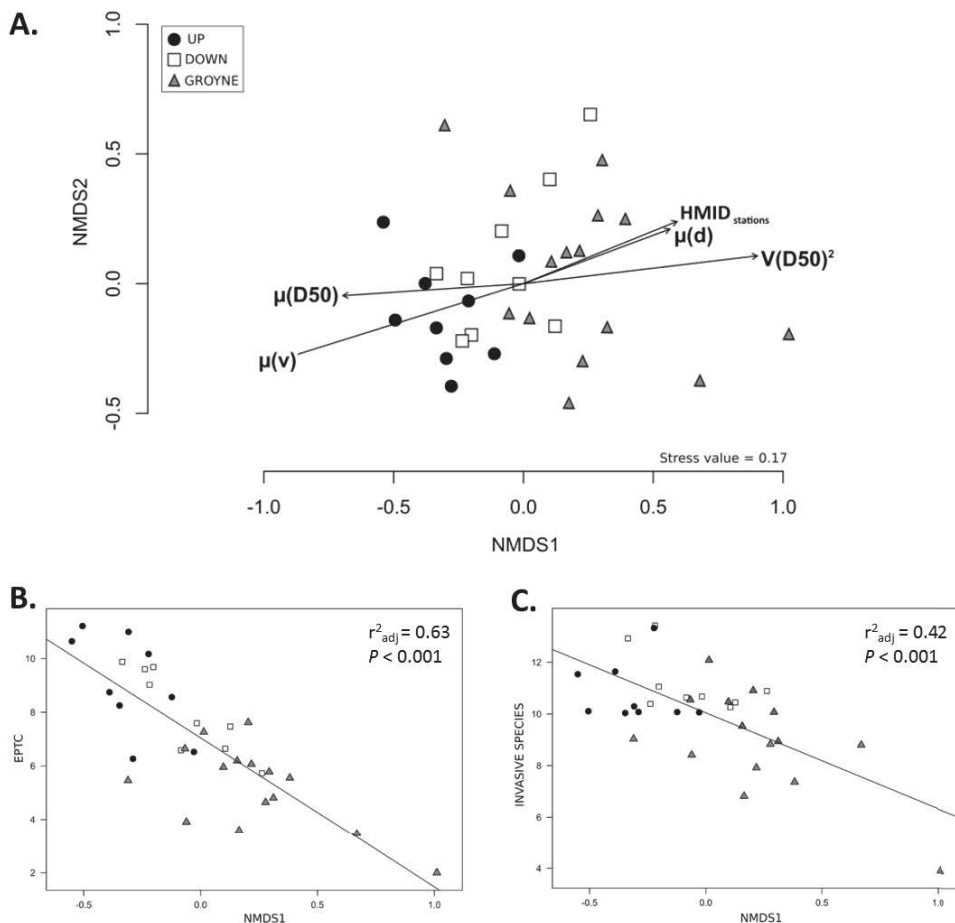 A.
UP
DOWN
GROYNE
1.0
0.5
0.0
-0.5
NMDS2
HMID stations
μ(d)
V(D50)²
μ(D50)
μ(v)
Stress value = 0.17
-1.0 -0.5 0.0 0.5 1.0
NMDS1
B.
r²adj = 0.63
P < 0.001
10
8
6
4
2
EPTC
-0.5 0.0 0.5 1.0
NMDS1
C.
r²adj = 0.42
P < 0.001
12
10
8
6
4
INVASIVE SPECIES
-0.5 0.0 0.5 1.0
NMDS1